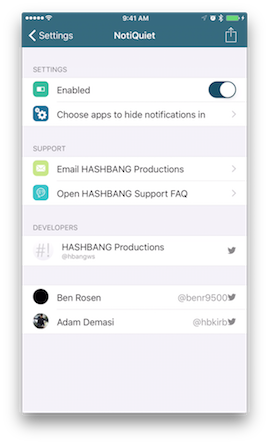 9:41 AM
Settings
NotiQuiet
SETTINGS
Enabled
Choose apps to hide notifications in
SUPPORT
Email HASHBANG Productions
Open HASHBANG Support FAQ
DEVELOPERS
#! HASHBANG Productions
@hbangws
Ben Rosen @benr9500
Adam Demasi @hbkirb